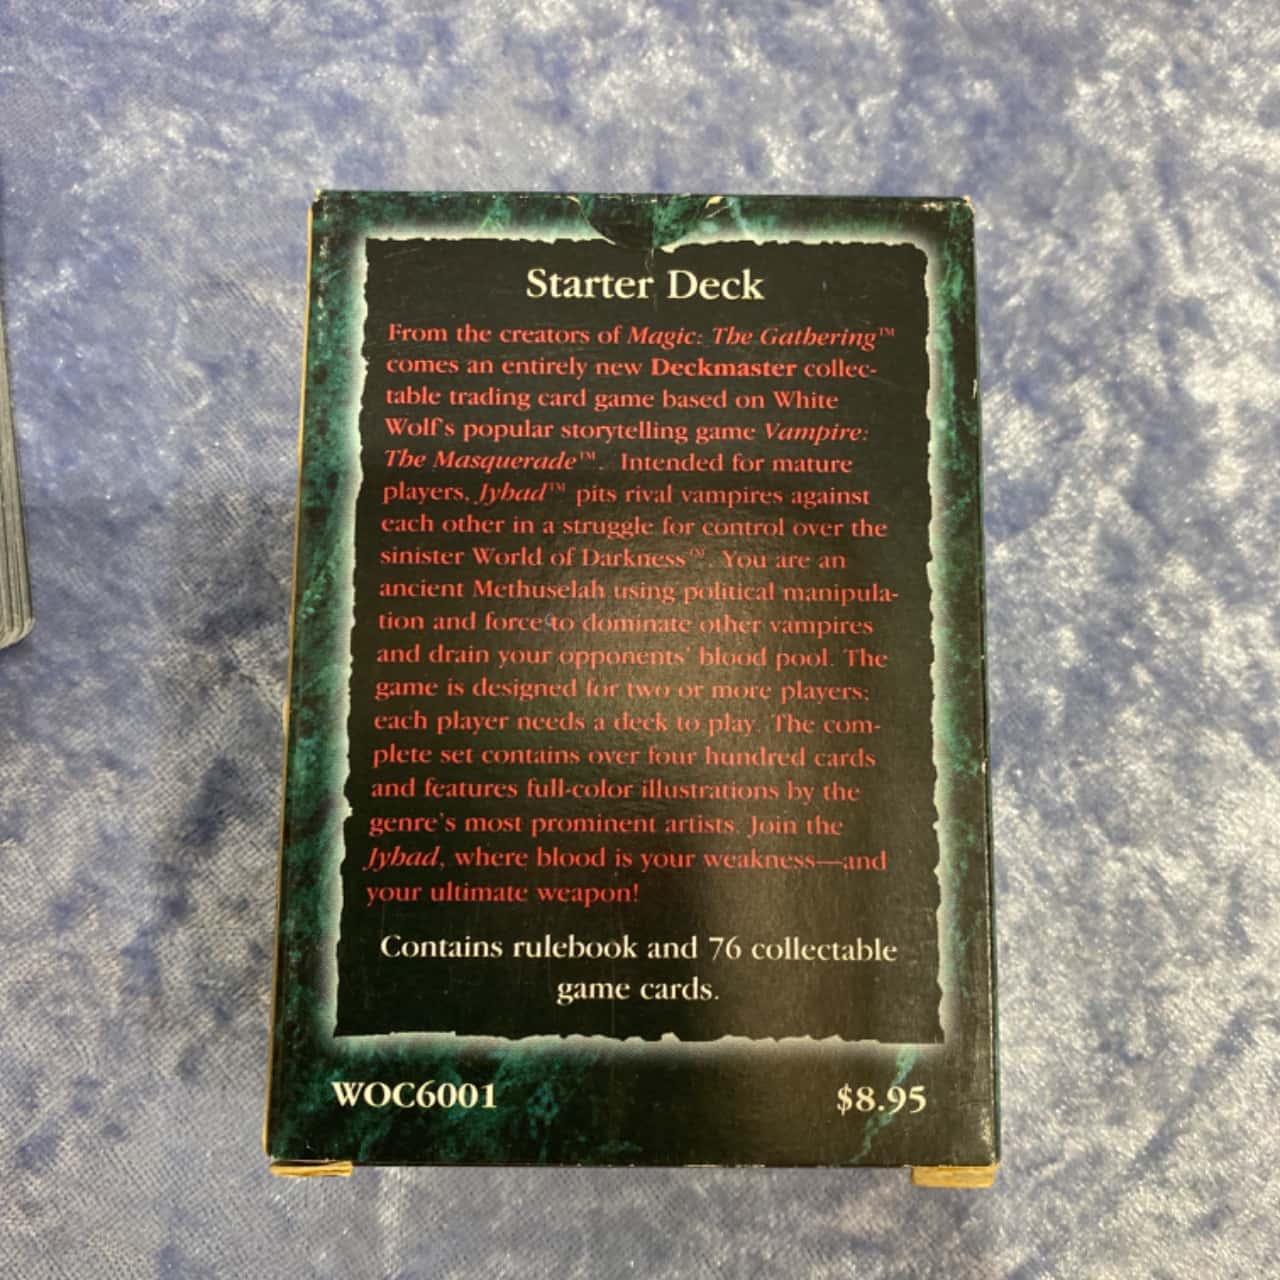 Starter Deck
From the creators of Magic: The Gathering™
comes an entirely new Deckmaster collec-
table trading card game based on White
Wolf's popular storytelling game Vampire:
The Masquerade™. Intended for mature
players, Jyhad™ pits rival vampires against
each other in a struggle for control over the
sinister World of Darkness™. You are an
ancient Methuselah using political manipula-
tion and force to dominate other vampires
and drain your opponents' blood pool. The
game is designed for two or more players;
each player needs a deck to play. The com-
plete set contains over four hundred cards
and features full-color illustrations by the
genre's most prominent artists. Join the
Jyhad, where blood is your weakness—and
your ultimate weapon!
Contains rulebook and 76 collectable
game cards.
WOC6001
$8.95